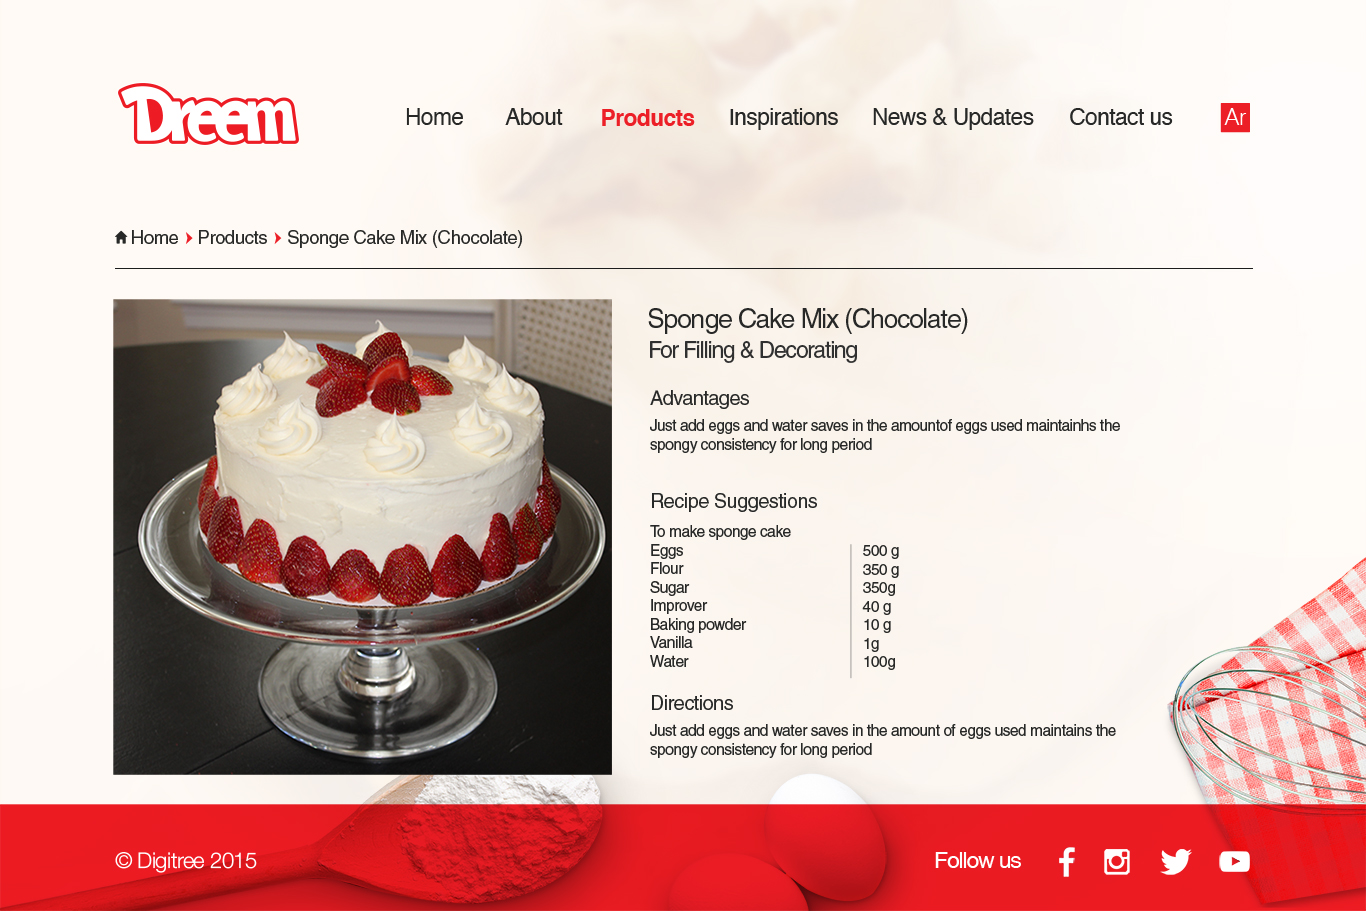 Dreem
Home About Products Inspirations News & Updates Contact us Ar
Home Products Sponge Cake Mix (Chocolate)
Sponge Cake Mix (Chocolate)
For Filling & Decorating
Advantages
Just add eggs and water saves in the amountof eggs used maintainhs the
spongy consistency for long period
Recipe Suggestions
To make sponge cake
Eggs 500 g
Flour 350 g
Sugar 350g
Improver 40 g
Baking powder 10 g
Vanilla 1g
Water 100g
Directions
Just add eggs and water saves in the amount of eggs used maintains the
spongy consistency for long period
© Digitree 2015 Follow us